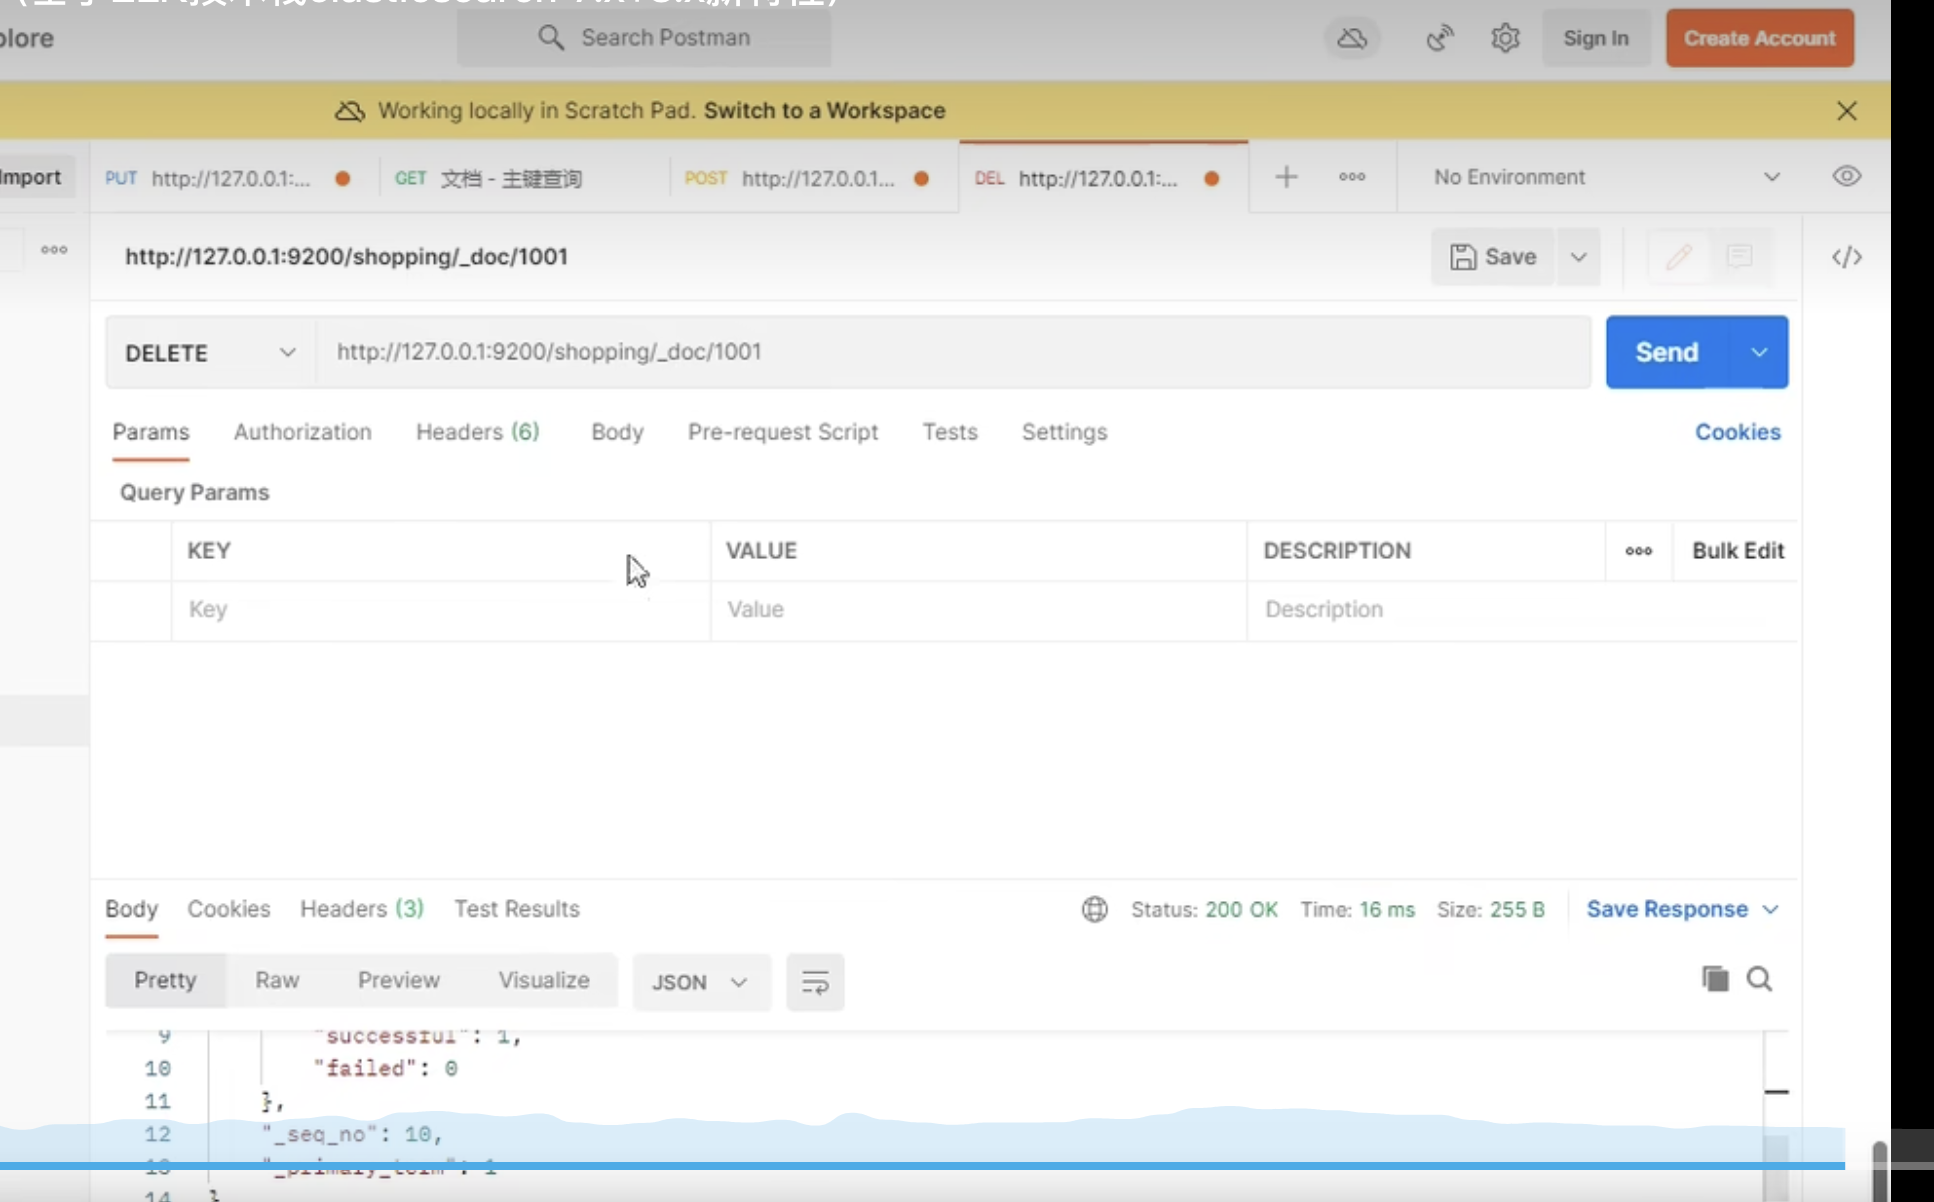 plore
Search Postman
Sign In
Create Account
Working locally in Scratch Pad. Switch to a Workspace
Import
PUT http://127.0.0.1:...
GET 文档 - 主键查询
POST http://127.0.0.1...
DEL http://127.0.0.1:...
No Environment
http://127.0.0.1:9200/shopping/_doc/1001
Save
</>
DELETE
http://127.0.0.1:9200/shopping/_doc/1001
Send
Params Authorization Headers (6) Body Pre-request Script Tests Settings Cookies
Query Params
KEY VALUE DESCRIPTION Bulk Edit
Key Value Description
Body Cookies Headers (3) Test Results
Status: 200 OK Time: 16 ms Size: 255 B Save Response
Pretty Raw Preview Visualize JSON
9 "successful": 1,
10 "failed": 0
11 },
12 "_seq_no": 10,
13 "_primary_term": 1
14 }